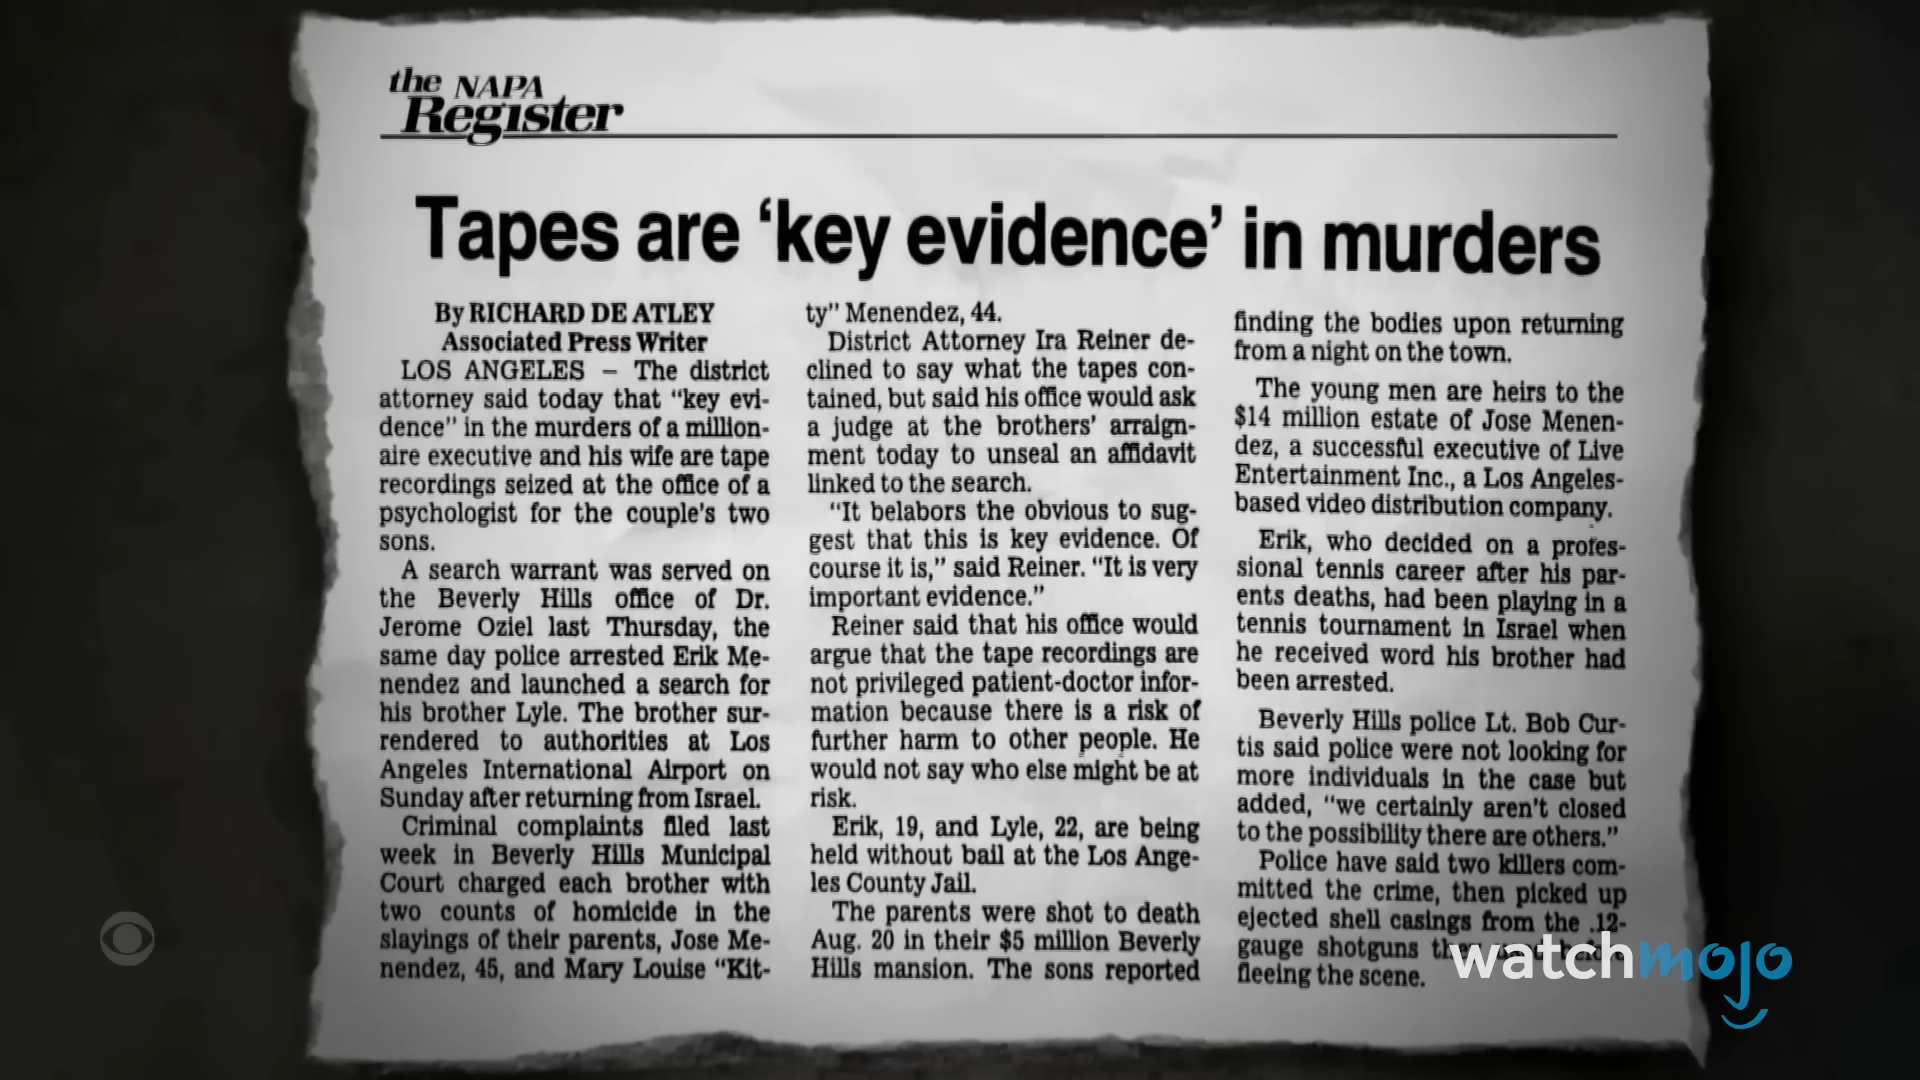 the NAPA
Register
Tapes are ‘key evidence’ in murders
By RICHARD DE ATLEY
Associated Press Writer
LOS ANGELES – The district
attorney said today that “key evi-
dence” in the murders of a million-
aire executive and his wife are tape
recordings seized at the office of a
psychologist for the couple's two
sons.
A search warrant was served on
the Beverly Hills office of Dr.
Jerome Oziel last Thursday, the
same day police arrested Erik Me-
nendez and launched a search for
his brother Lyle. The brother sur-
rendered to authorities at Los
Angeles International Airport on
Sunday after returning from Israel.
Criminal complaints filed last
week in Beverly Hills Municipal
Court charged each brother with
two counts of homicide in the
slayings of their parents, Jose Me-
nendez, 45, and Mary Louise “Kit-
ty” Menendez, 44.
District Attorney Ira Reiner de-
clined to say what the tapes con-
tained, but said his office would ask
a judge at the brothers' arraign-
ment today to unseal an affidavit
linked to the search.
“It belabors the obvious to sug-
gest that this is key evidence. Of
course it is,” said Reiner. “It is very
important evidence.”
Reiner said that his office would
argue that the tape recordings are
not privileged patient-doctor infor-
mation because there is a risk of
further harm to other people. He
would not say who else might be at
risk.
Erik, 19, and Lyle, 22, are being
held without bail at the Los Ange-
les County Jail.
The parents were shot to death
Aug. 20 in their $5 million Beverly
Hills mansion. The sons reported
finding the bodies upon returning
from a night on the town.
The young men are heirs to the
$14 million estate of Jose Menen-
dez, a successful executive of Live
Entertainment Inc., a Los Angeles-
based video distribution company.
Erik, who decided on a profes-
sional tennis career after his par-
ents deaths, had been playing in a
tennis tournament in Israel when
he received word his brother had
been arrested.
Beverly Hills police Lt. Bob Cur-
tis said police were not looking for
more individuals in the case but
added, “we certainly aren't closed
to the possibility there are others.”
Police have said two killers com-
mitted the crime, then picked up
ejected shell casings from the .12-
gauge shotguns
fleeing the scene.
watchmojo